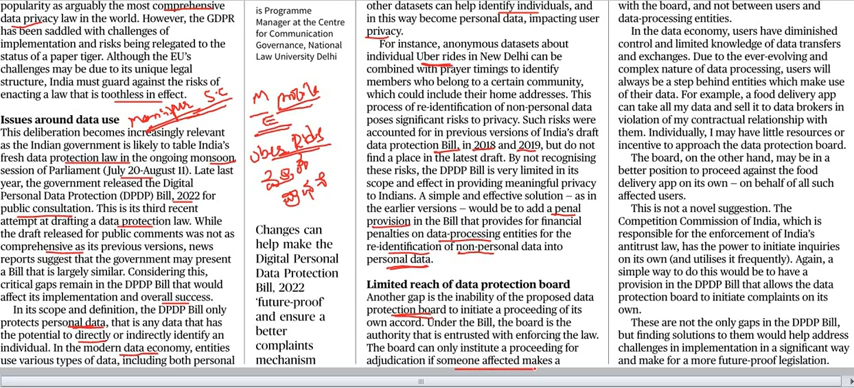 popularity as arguably the most comprehensive
data privacy law in the world. However, the GDPR
has been saddled with challenges of
implementation and risks being relegated to the
status of a paper tiger. Although the EU's
challenges may be due to its unique legal
structure, India must guard against the risks of
enacting a law that is toothless in effect.
Issues around data use
This deliberation becomes increasingly relevant
as the Indian government is likely to table India's
fresh data protection law in the ongoing monsoon
session of Parliament (July 20-August 11). Late last
year, the government released the Digital
Personal Data Protection (DPDP) Bill, 2022 for
public consultation. This is its third recent
attempt at drafting a data protection law. While
the draft released for public comments was not as
comprehensive as its previous versions, news
reports suggest that the government may present
a Bill that is largely similar. Considering this,
critical gaps remain in the DPDP Bill that would
affect its implementation and overall success.
In its scope and definition, the DPDP Bill only
protects personal data, that is any data that has
the potential to directly or indirectly identify an
individual. In the modern data economy, entities
use various types of data, including both personal
is Programme
Manager at the Centre
for Communication
Governance, National
Law University Delhi
M
E
Changes can
help make the
Digital Personal
Data Protection
Bill, 2022
'future-proof
and ensure a
better
complaints
mechanism
other datasets can help identify individuals, and
in this way become personal data, impacting user
privacy.
For instance, anonymous datasets about
individual Uber rides in New Delhi can be
combined with prayer timings to identify
members who belong to a certain community,
which could include their home addresses. This
process of re-identification of non-personal data
poses significant risks to privacy. Such risks were
accounted for in previous versions of India's draft
data protection Bill, in 2018 and 2019, but do not
find a place in the latest draft. By not recognising
these risks, the DPDP Bill is very limited in its
scope and effect in providing meaningful privacy
to Indians. A simple and effective solution – as in
the earlier versions – would be to add a penal
provision in the Bill that provides for financial
penalties on data-processing entities for the
re-identification of non-personal data into
personal data.
Limited reach of data protection board
Another gap is the inability of the proposed data
protection board to initiate a proceeding of its
own accord. Under the Bill, the board is the
authority that is entrusted with enforcing the law.
The board can only institute a proceeding for
adjudication if someone affected makes a
with the board, and not between users and
data-processing entities.
In the data economy, users have diminished
control and limited knowledge of data transfers
and exchanges. Due to the ever-evolving and
complex nature of data processing, users will
always be a step behind entities which make use
of their data. For example, a food delivery app
can take all my data and sell it to data brokers in
violation of my contractual relationship with
them. Individually, I may have little resources or
incentive to approach the data protection board.
The board, on the other hand, may be in a
better position to proceed against the food
delivery app on its own – on behalf of all such
affected users.
This is not a novel suggestion. The
Competition Commission of India, which is
responsible for the enforcement of India's
antitrust law, has the power to initiate inquiries
on its own (and utilises it frequently). Again, a
simple way to do this would be to have a
provision in the DPDP Bill that allows the data
protection board to initiate complaints on its
own.
These are not the only gaps in the DPDP Bill,
but finding solutions to them would help address
challenges in implementation in a significant way
and make for a more future-proof legislation.